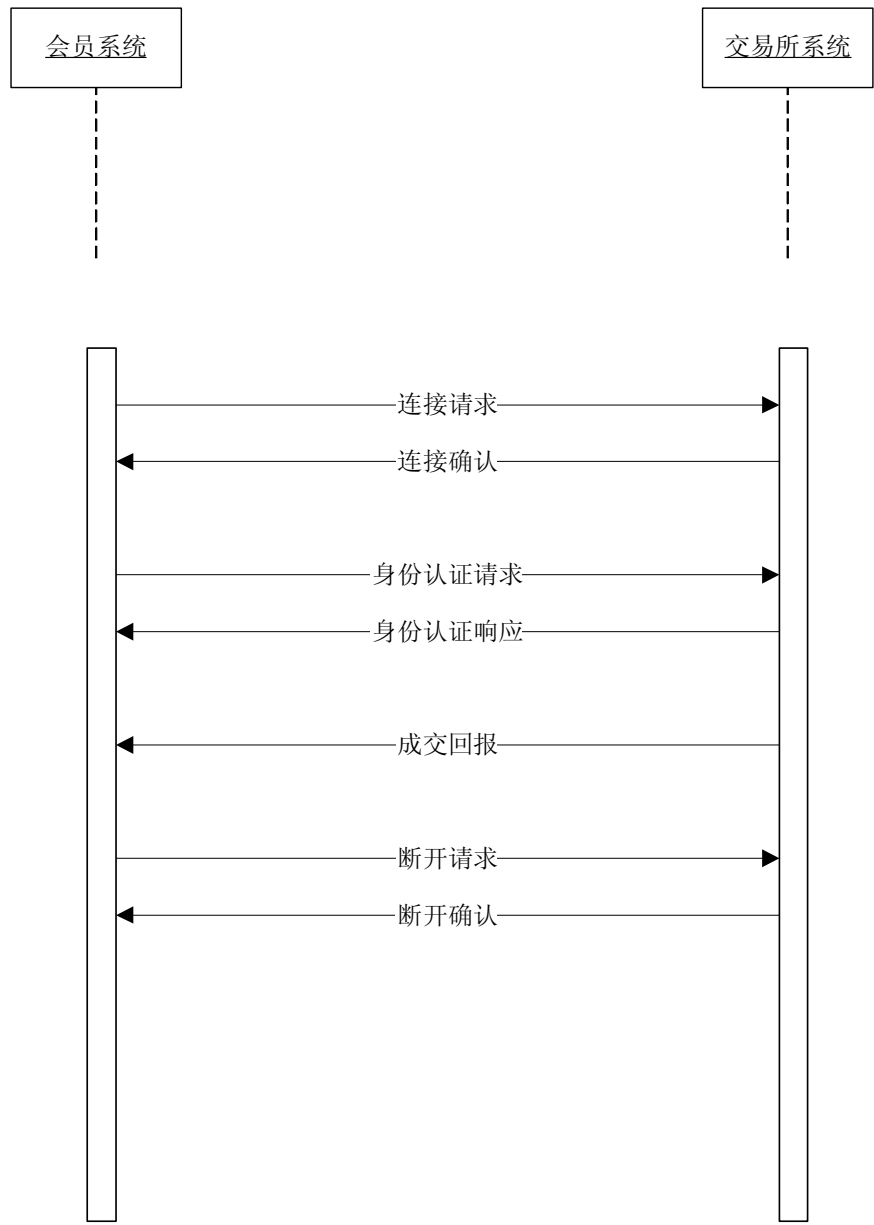 会员系统
交易所系统
连接请求
连接确认
身份认证请求
身份认证响应
成交回报
断开请求
断开确认